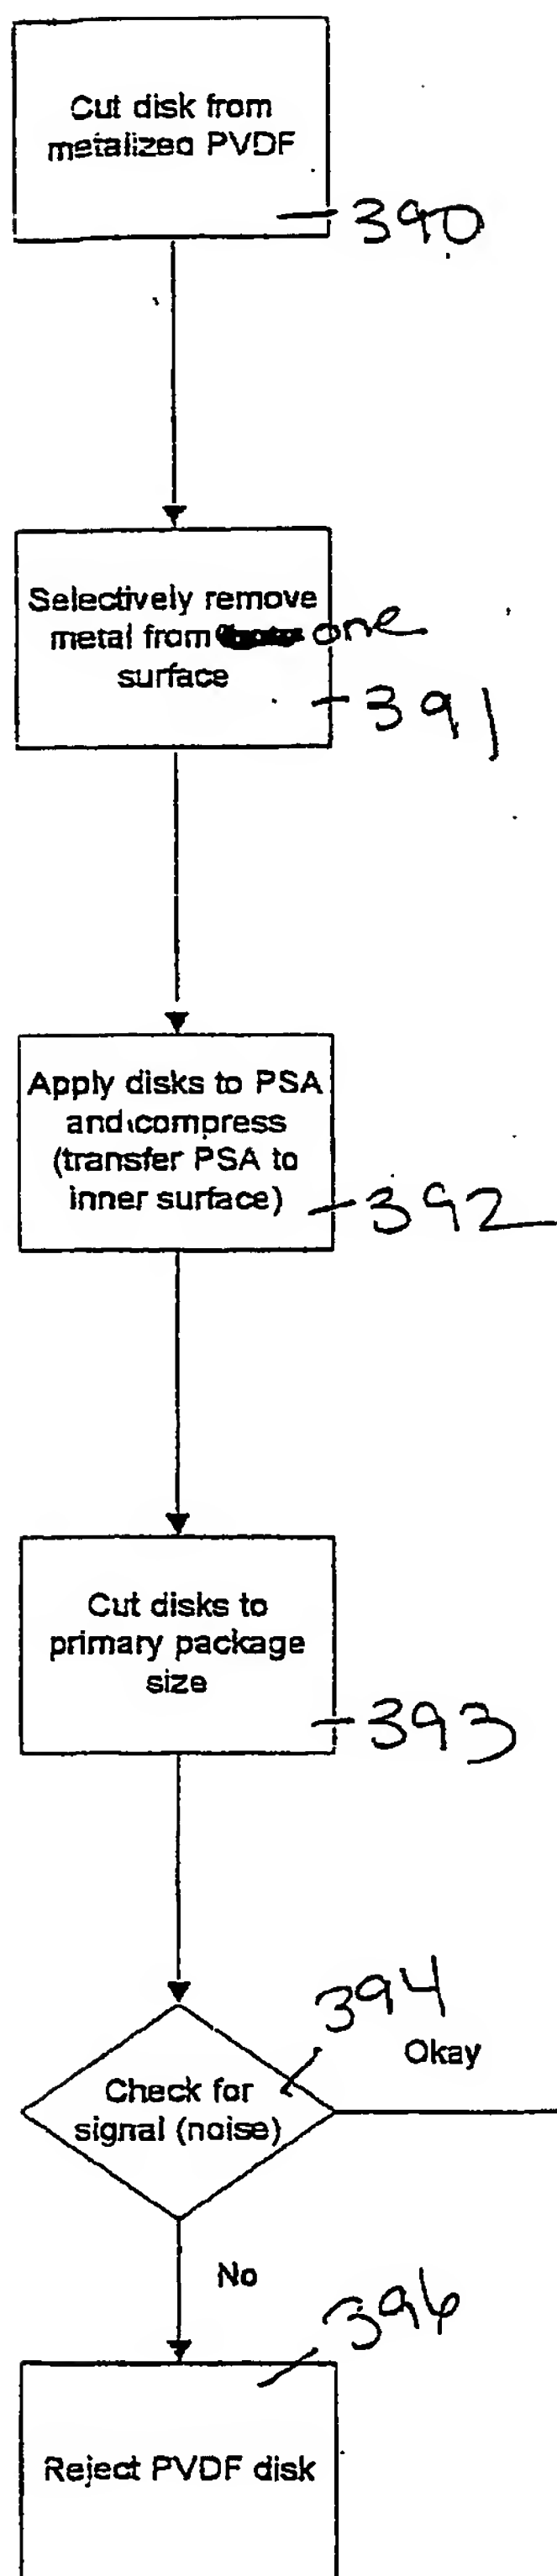 Cut disk from
metalized PVDF
390
Selectively remove
metal from one
surface
391
Apply disks to PSA
and compress
(transfer PSA to
inner surface)
392
Cut disks to
primary package
size
393
394
Okay
Check for
signal (noise)
No
396
Reject PVDF disk